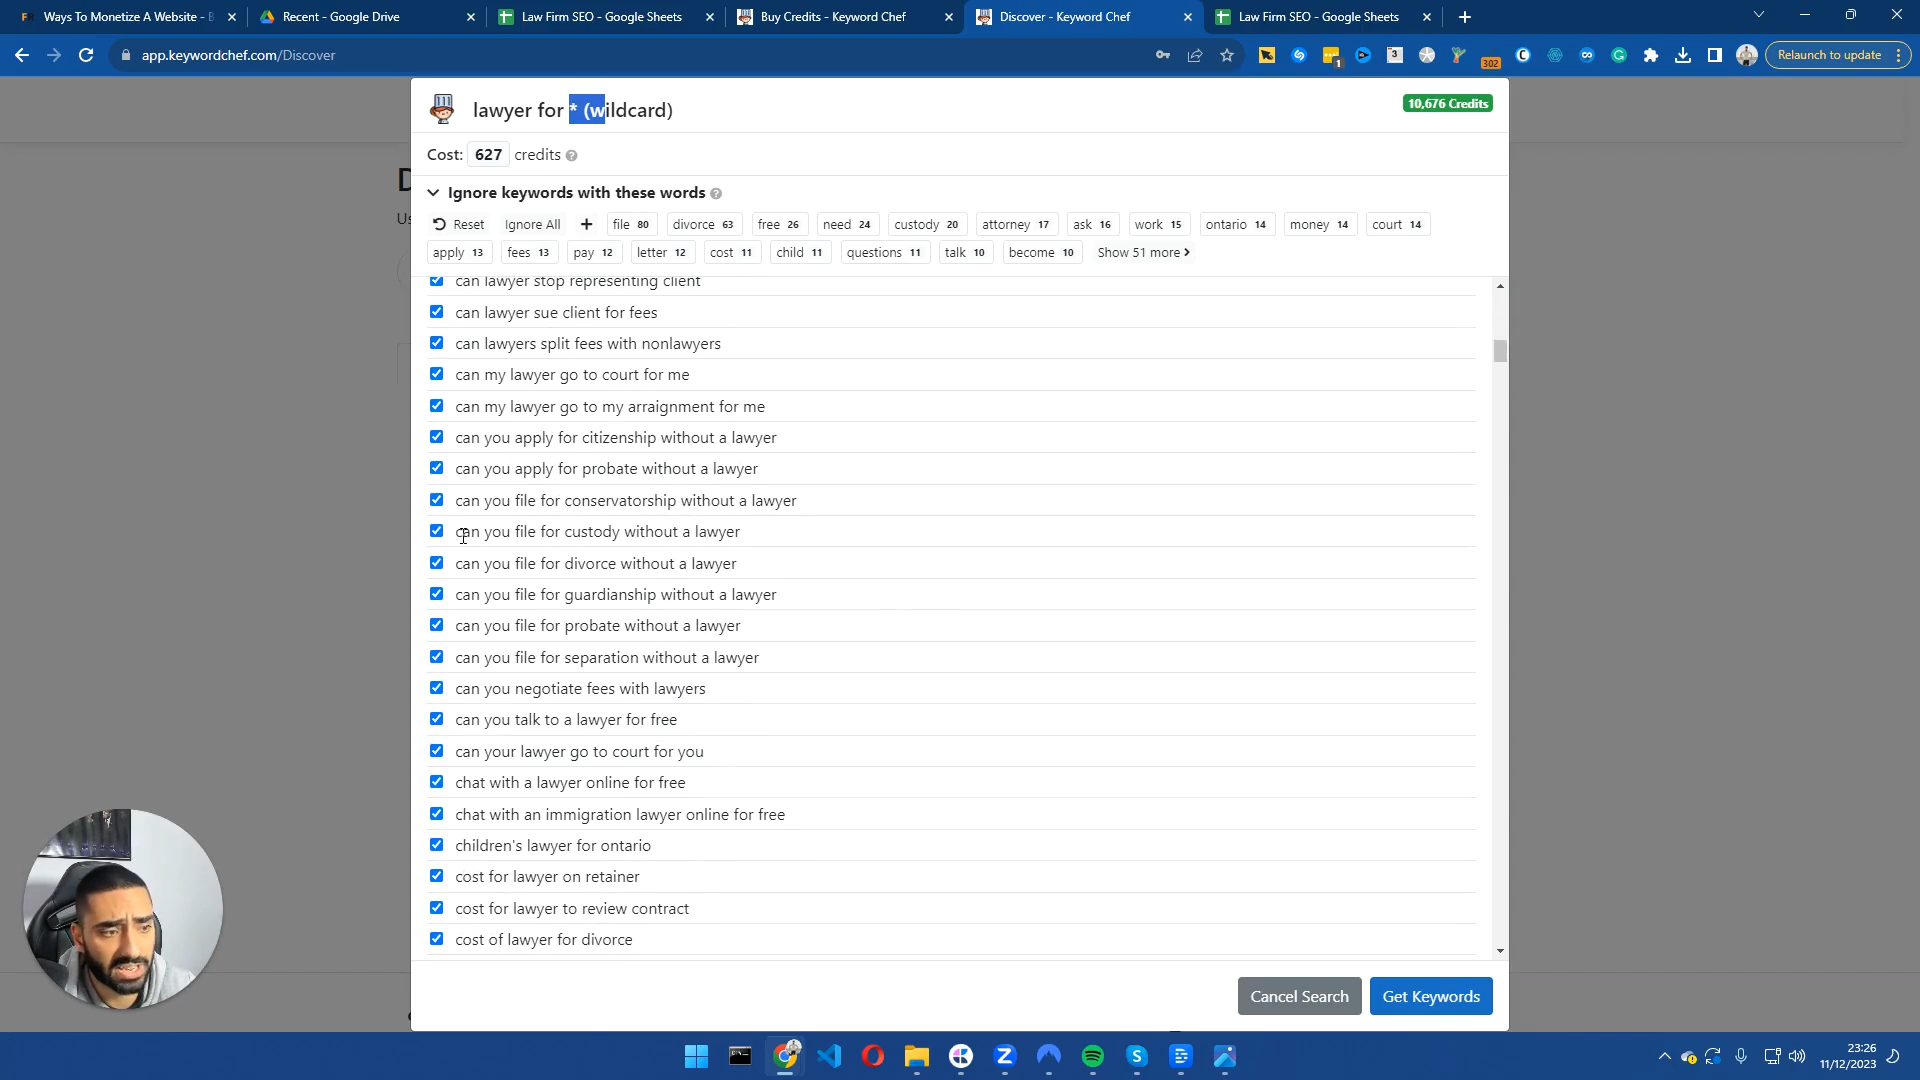 Ways To Monetize A Website - B
Recent - Google Drive
Law Firm SEO - Google Sheets
Buy Credits - Keyword Chef
Discover - Keyword Chef
Law Firm SEO - Google Sheets
app.keywordchef.com/Discover
1
3
302
Relaunch to update
lawyer for * (wildcard)
10,676 Credits
Cost: 627 credits
Ignore keywords with these words
Reset Ignore All + file 80 divorce 63 free 26 need 24 custody 20 attorney 17 ask 16 work 15 ontario 14 money 14 court 14
apply 13 fees 13 pay 12 letter 12 cost 11 child 11 questions 11 talk 10 become 10 Show 51 more
can lawyer stop representing client
can lawyer sue client for fees
can lawyers split fees with nonlawyers
can my lawyer go to court for me
can my lawyer go to my arraignment for me
can you apply for citizenship without a lawyer
can you apply for probate without a lawyer
can you file for conservatorship without a lawyer
can you file for custody without a lawyer
can you file for divorce without a lawyer
can you file for guardianship without a lawyer
can you file for probate without a lawyer
can you file for separation without a lawyer
can you negotiate fees with lawyers
can you talk to a lawyer for free
can your lawyer go to court for you
chat with a lawyer online for free
chat with an immigration lawyer online for free
children's lawyer for ontario
cost for lawyer on retainer
cost for lawyer to review contract
cost of lawyer for divorce
Cancel Search
Get Keywords
23:26
11/12/2023